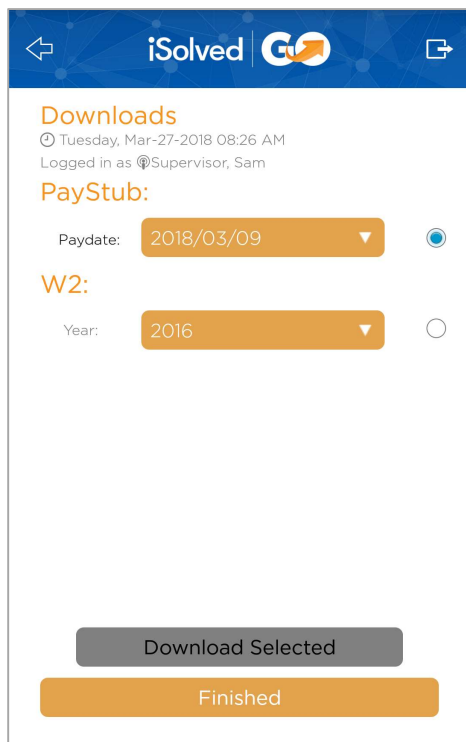 iSolved GO
Downloads
Tuesday, Mar-27-2018 08:26 AM
Logged in as Supervisor, Sam
PayStub:
Paydate: 2018/03/09
W2:
Year: 2016
Download Selected
Finished